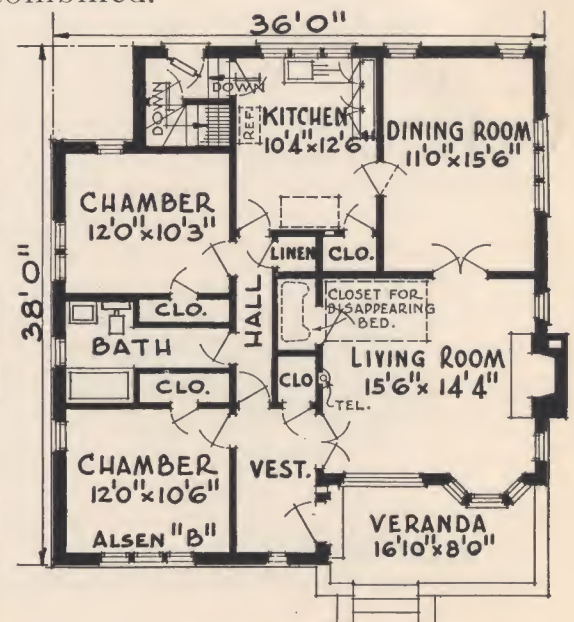 combined.
36'0"
38'0"
DOWN
DOWN
REF.
KITCHEN
10'4"x12'6"
DINING ROOM
11'0"x15'6"
CHAMBER
12'0"x10'3"
LINEN
CLO.
CLO.
HALL
CLOSET FOR
DISAPPEARING
BED.
BATH
LIVING ROOM
15'6"x 14'4"
CLO.
CLO
TEL.
CHAMBER
12'0"x10'6"
VEST.
ALSEN "B"
VERANDA
16'10"x8'0"